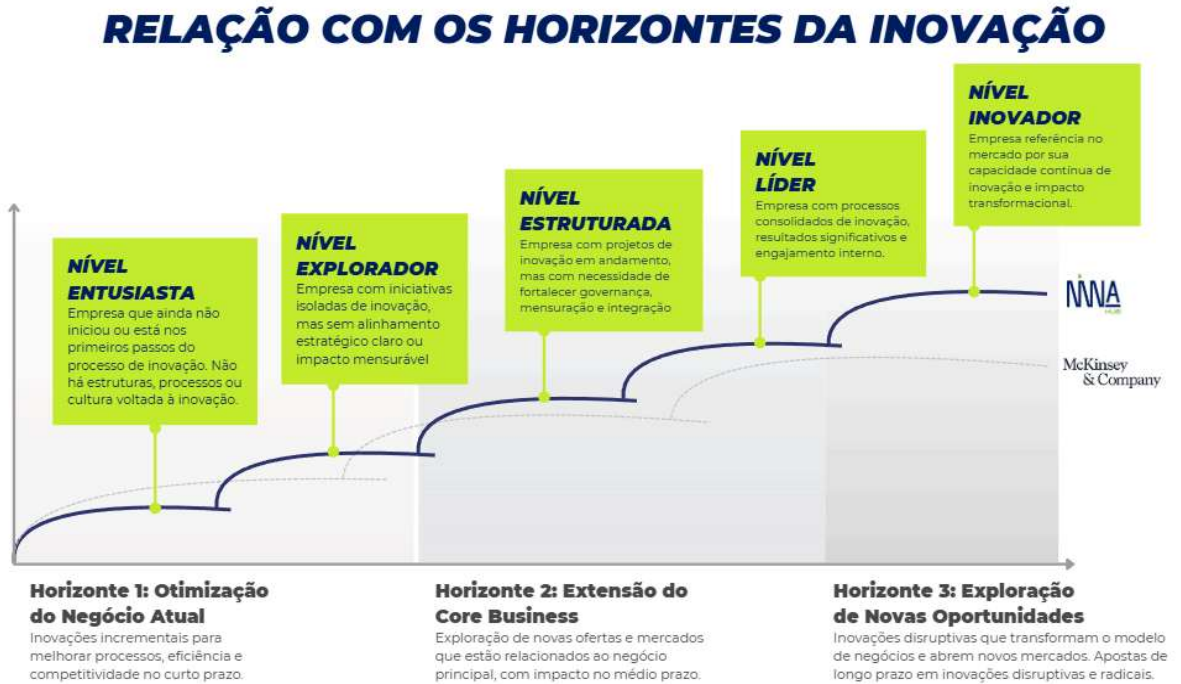 RELAÇÃO COM OS HORIZONTES DA INOVAÇÃO
NÍVEL
ENTUSIASTA
Empresa que ainda não
iniciou ou está nos
primeiros passos do
processo de inovação. Não
há estruturas, processos ou
cultura voltada à inovação.
NÍVEL
EXPLORADOR
Empresa com iniciativas
isoladas de inovação,
mas sem alinhamento
estratégico claro ou
impacto mensurável
NÍVEL
ESTRUTURADA
Empresa com projetos de
inovação em andamento,
mas com necessidade de
fortalecer governança,
mensuração e integração
NÍVEL
LÍDER
Empresa com processos
consolidados de inovação,
resultados significativos e
engajamento interno.
NÍVEL
INOVADOR
Empresa referência no
mercado por sua
capacidade contínua de
inovação e impacto
transformacional.
NINNA
HUB
McKinsey
& Company
Horizonte 1: Otimização
do Negócio Atual
Inovações incrementais para
melhorar processos, eficiência e
competitividade no curto prazo.
Horizonte 2: Extensão do
Core Business
Exploração de novas ofertas e mercados
que estão relacionados ao negócio
principal, com impacto no médio prazo.
Horizonte 3: Exploração
de Novas Oportunidades
Inovações disruptivas que transformam o modelo
de negócios e abrem novos mercados. Apostas de
longo prazo em inovações disruptivas e radicais.